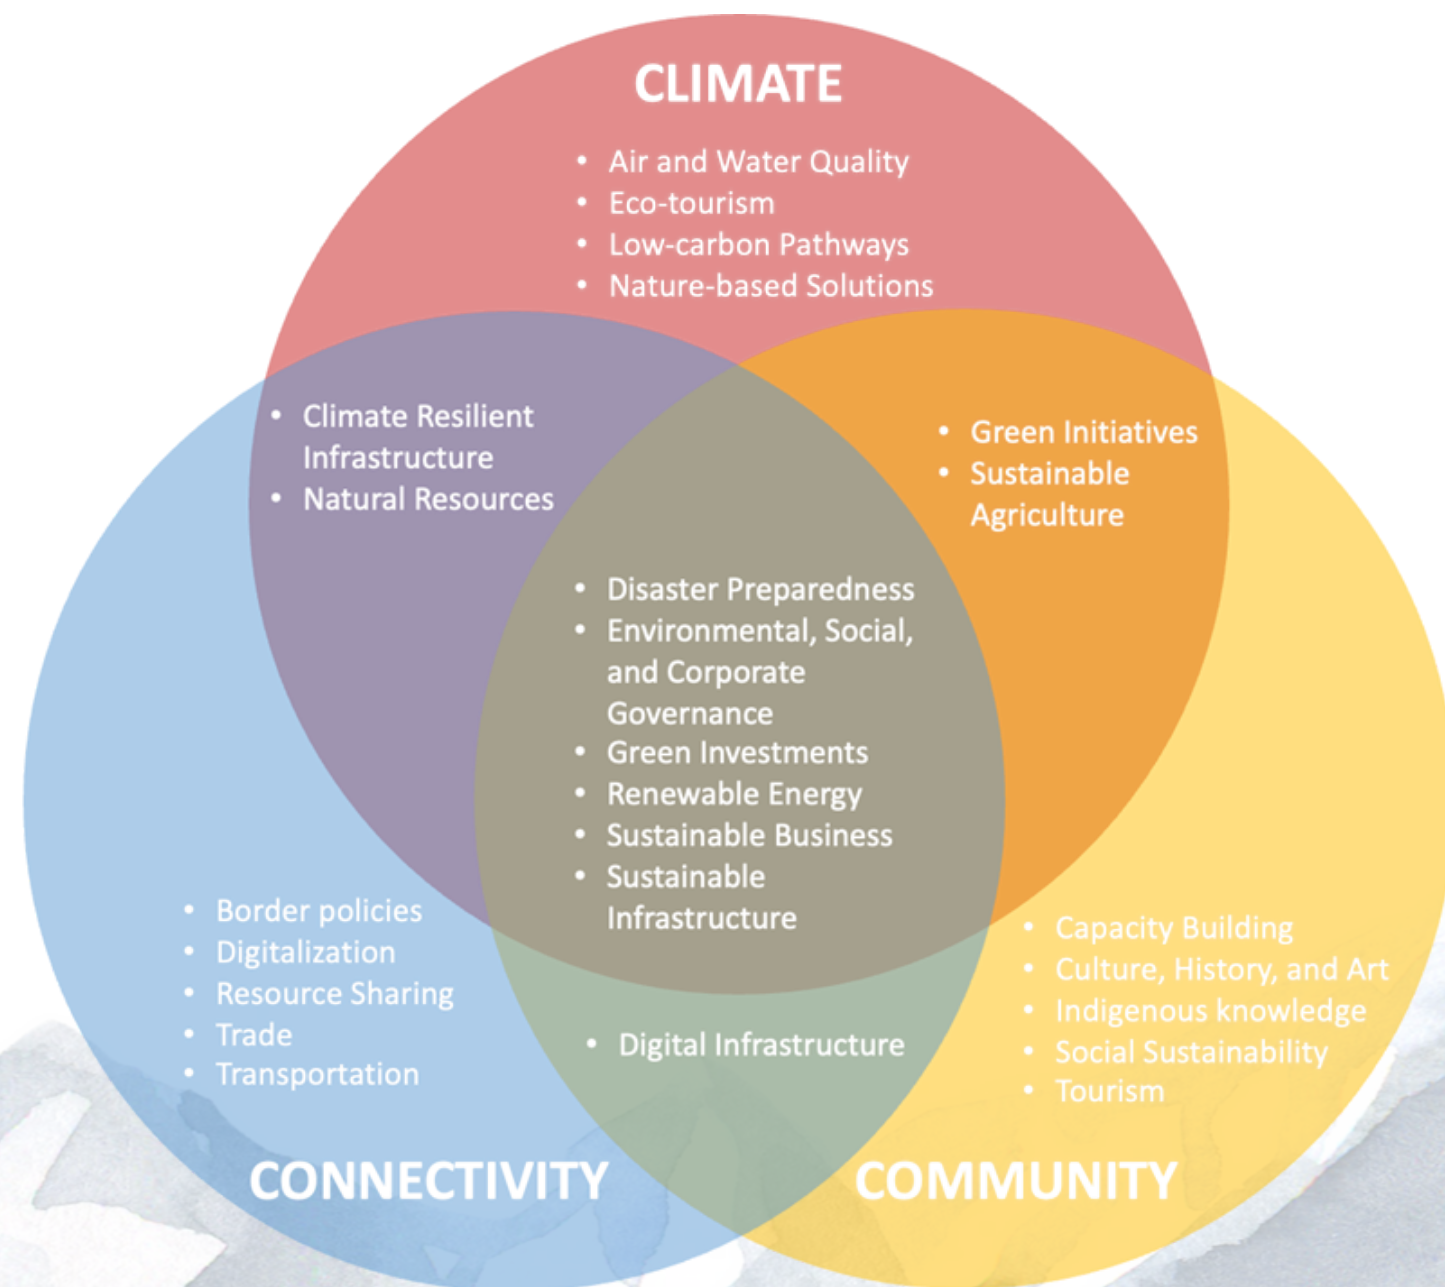 CLIMATE
• Air and Water Quality
• Eco-tourism
• Low-carbon Pathways
• Nature-based Solutions
• Climate Resilient
Infrastructure
• Natural Resources
• Green Initiatives
• Sustainable
Agriculture
• Disaster Preparedness
• Environmental, Social,
and Corporate
Governance
• Green Investments
• Renewable Energy
• Sustainable Business
• Sustainable
Infrastructure
• Border policies
• Digitalization
• Resource Sharing
• Trade
• Transportation
• Digital Infrastructure
• Capacity Building
• Culture, History, and Art
• Indigenous knowledge
• Social Sustainability
• Tourism
CONNECTIVITY
COMMUNITY